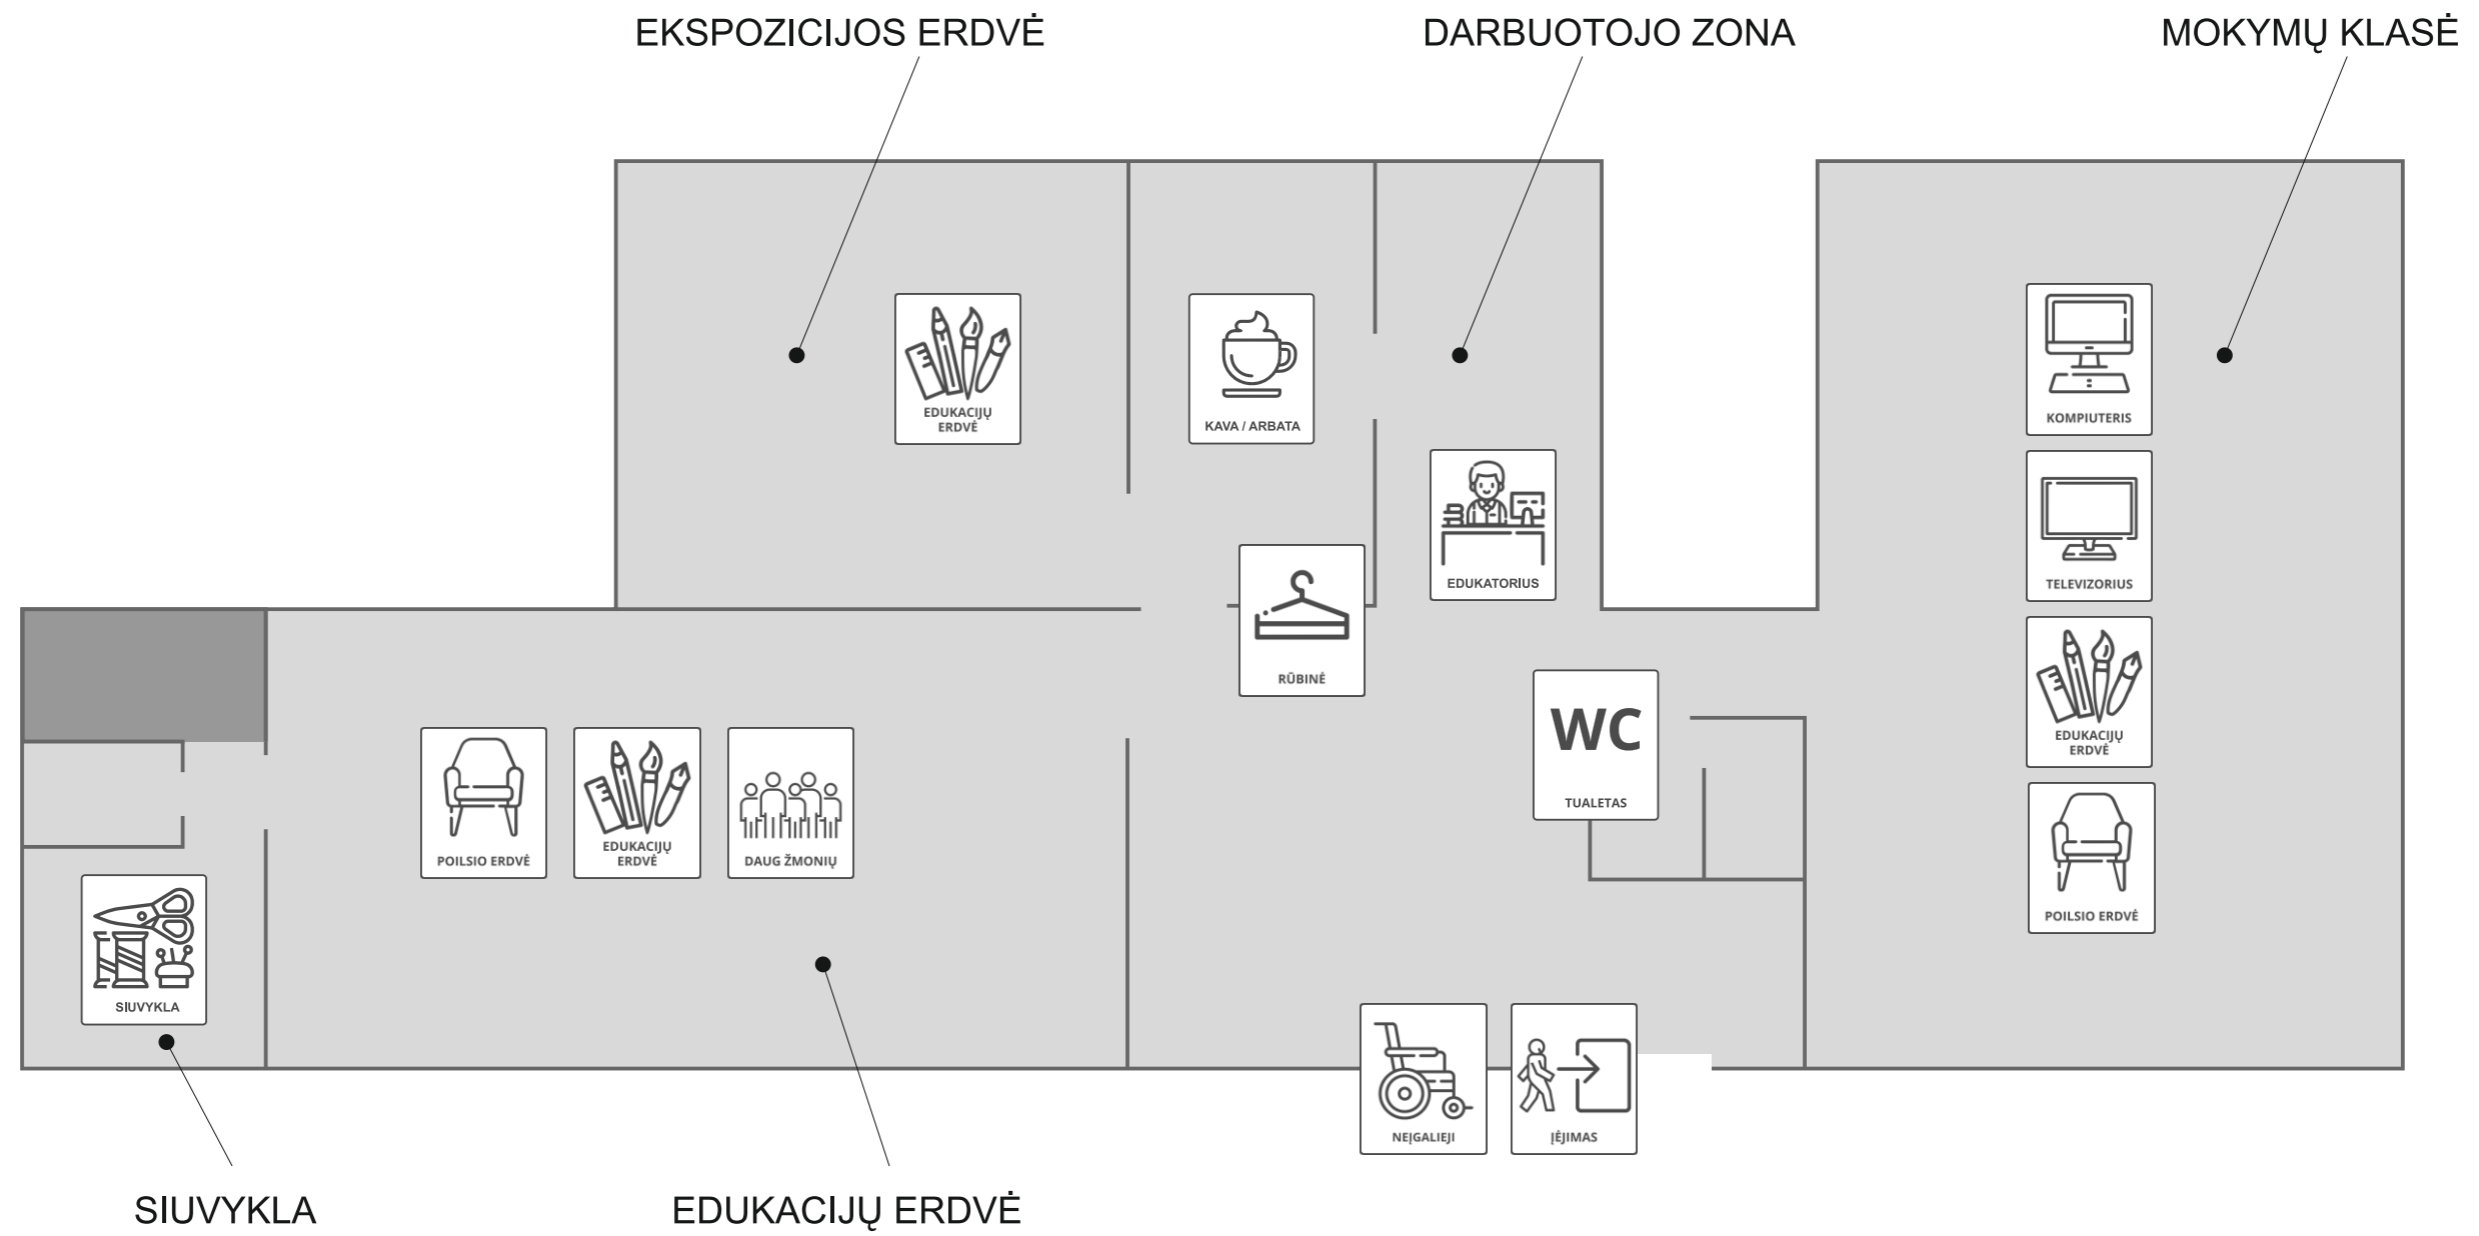 EKSPOZICIJOS ERDVĖ
DARBUOTOJO ZONA
MOKYMŲ KLASĖ
EDUKACIJŲ
ERDVĖ
KAVA / ARBATA
KOMPIUTERIS
EDUKATORIUS
TELEVIZORIUS
RŪBINĖ
WC
TUALETAS
EDUKACIJŲ
ERDVĖ
POILSIO ERDVĖ
EDUKACIJŲ
ERDVĖ
DAUG ŽMONIŲ
POILSIO ERDVĖ
SIUVYKLA
NEĮGALIEJI
ĮĖJIMAS
SIUVYKLA
EDUKACIJŲ ERDVĖ